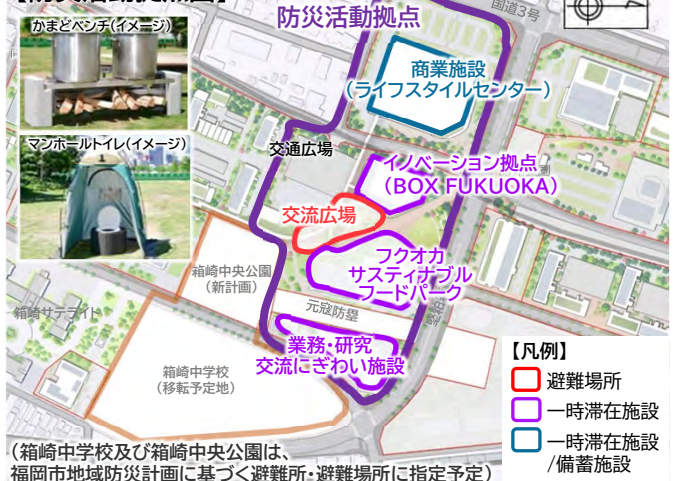 防災活動拠点
国道3号
かまどベンチ(イメージ)
マンホールトイレ(イメージ)
商業施設
(ライフスタイルセンター)
交通広場
イノベーション拠点
(BOX FUKUOKA)
交流広場
フクオカ
サスティナブル
フードパーク
箱崎中央公園
(新計画)
元寇防塁
箱崎サテライト
業務・研究
交流にぎわい施設
箱崎中学校
(移転予定地)
【凡例】
避難場所
一時滞在施設
一時滞在施設
/備蓄施設
(箱崎中学校及び箱崎中央公園は、
福岡市地域防災計画に基づく避難所・避難場所に指定予定)